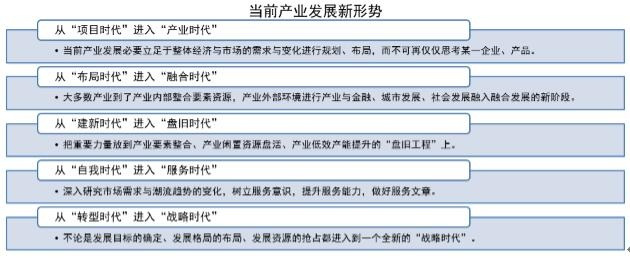 当前产业发展新形势
从“项目时代”进入“产业时代”
• 当前产业发展必要立足于整体经济与市场的需求与变化进行规划、布局，而不可再仅仅思考某一企业、产品。
从“布局时代”进入“融合时代”
• 大多数产业到了产业内部整合要素资源，产业外部环境进行产业与金融、城市发展、社会发展融入融合发展的新阶段。
从“建新时代”进入“盘旧时代”
• 把重要力量放到产业要素整合、产业闲置资源盘活、产业低效产能提升的“盘旧工程”上。
从“自我时代”进入“服务时代”
• 深入研究市场需求与潮流趋势的变化，树立服务意识，提升服务能力，做好服务文章。
从“转型时代”进入“战略时代”
• 不论是发展目标的确定、发展格局的布局、发展资源的抢占都进入到一个全新的“战略时代”。